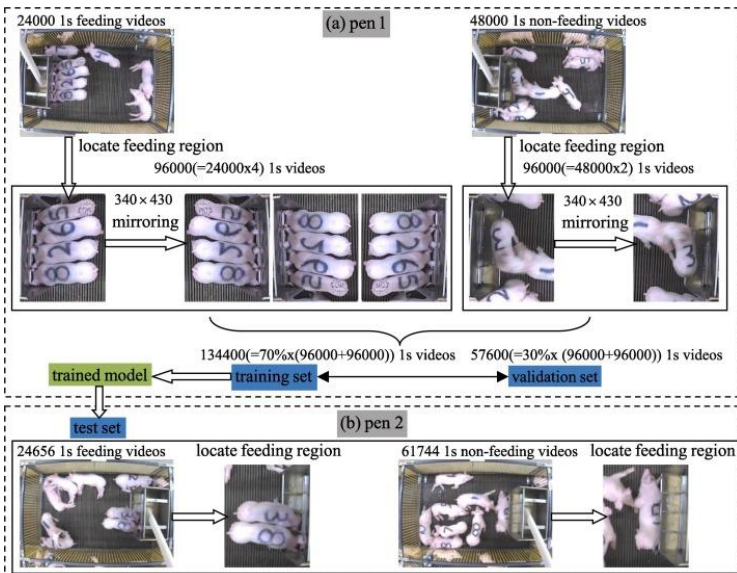 24000 1s feeding videos
(a) pen 1
48000 1s non-feeding videos
locate feeding region
locate feeding region
96000(=24000x4) 1s videos
96000(=48000x2) 1s videos
340×430
mirroring
340×430
mirroring
134400(=70%x(96000+96000)) 1s videos
57600(=30%x (96000+96000)) 1s videos
trained model
training set
validation set
test set
(b) pen 2
24656 1s feeding videos
locate feeding region
61744 1s non-feeding videos
locate feeding region